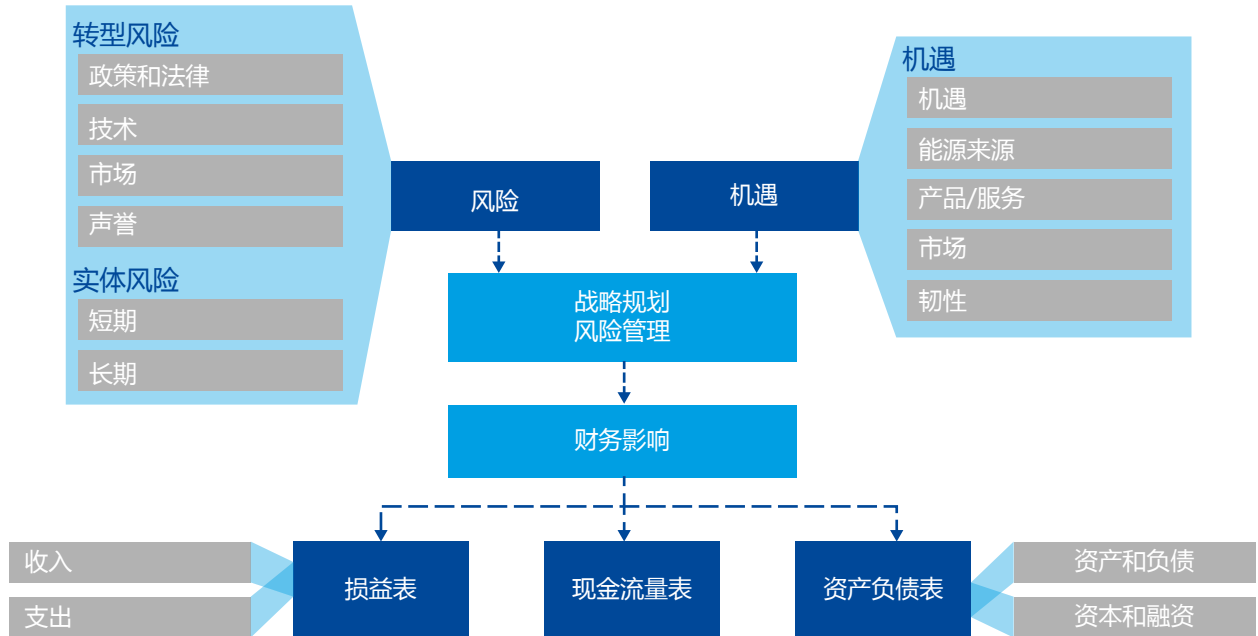 转型风险
政策和法律
技术
市场
声誉
实体风险
短期
长期
风险
机遇
机遇
机遇
能源来源
产品/服务
市场
韧性
战略规划
风险管理
财务影响
收入
支出
损益表
现金流量表
资产负债表
资产和负债
资本和融资